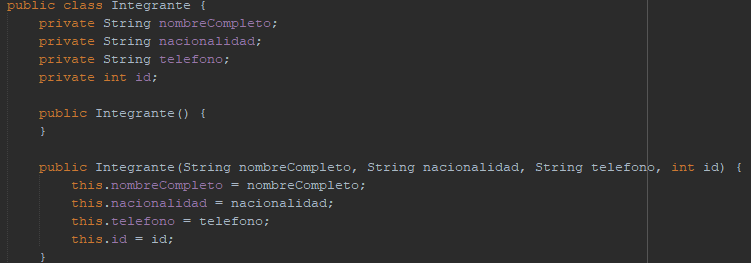 public class Integrante {
    private String nombreCompleto;
    private String nacionalidad;
    private String telefono;
    private int id;

    public Integrante() {
    }

    public Integrante(String nombreCompleto, String nacionalidad, String telefono, int id) {
        this.nombreCompleto = nombreCompleto;
        this.nacionalidad = nacionalidad;
        this.telefono = telefono;
        this.id = id;
    }